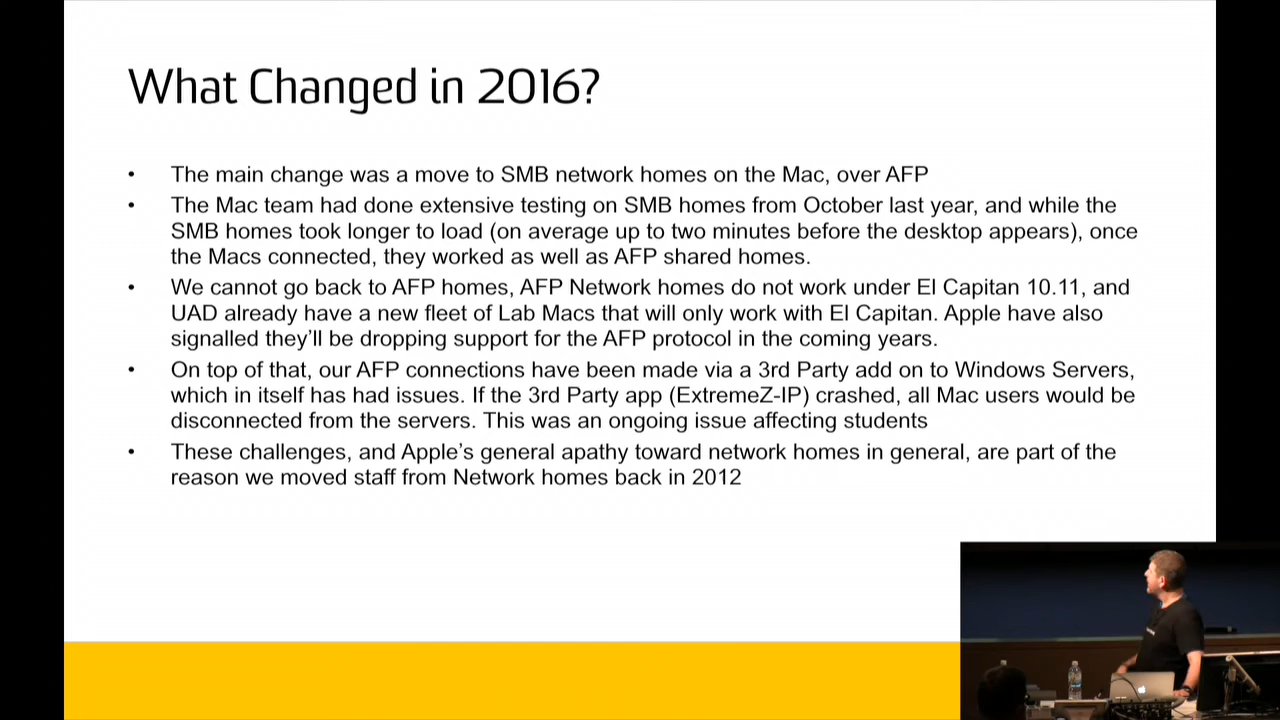 What Changed in 2016?
• The main change was a move to SMB network homes on the Mac, over AFP
• The Mac team had done extensive testing on SMB homes from October last year, and while the
SMB homes took longer to load (on average up to two minutes before the desktop appears), once
the Macs connected, they worked as well as AFP shared homes.
• We cannot go back to AFP homes, AFP Network homes do not work under El Capitan 10.11, and
UAD already have a new fleet of Lab Macs that will only work with El Capitan. Apple have also
signalled they’ll be dropping support for the AFP protocol in the coming years.
• On top of that, our AFP connections have been made via a 3rd Party add on to Windows Servers,
which in itself has had issues. If the 3rd Party app (ExtremeZ-IP) crashed, all Mac users would be
disconnected from the servers. This was an ongoing issue affecting students
• These challenges, and Apple’s general apathy toward network homes in general, are part of the
reason we moved staff from Network homes back in 2012